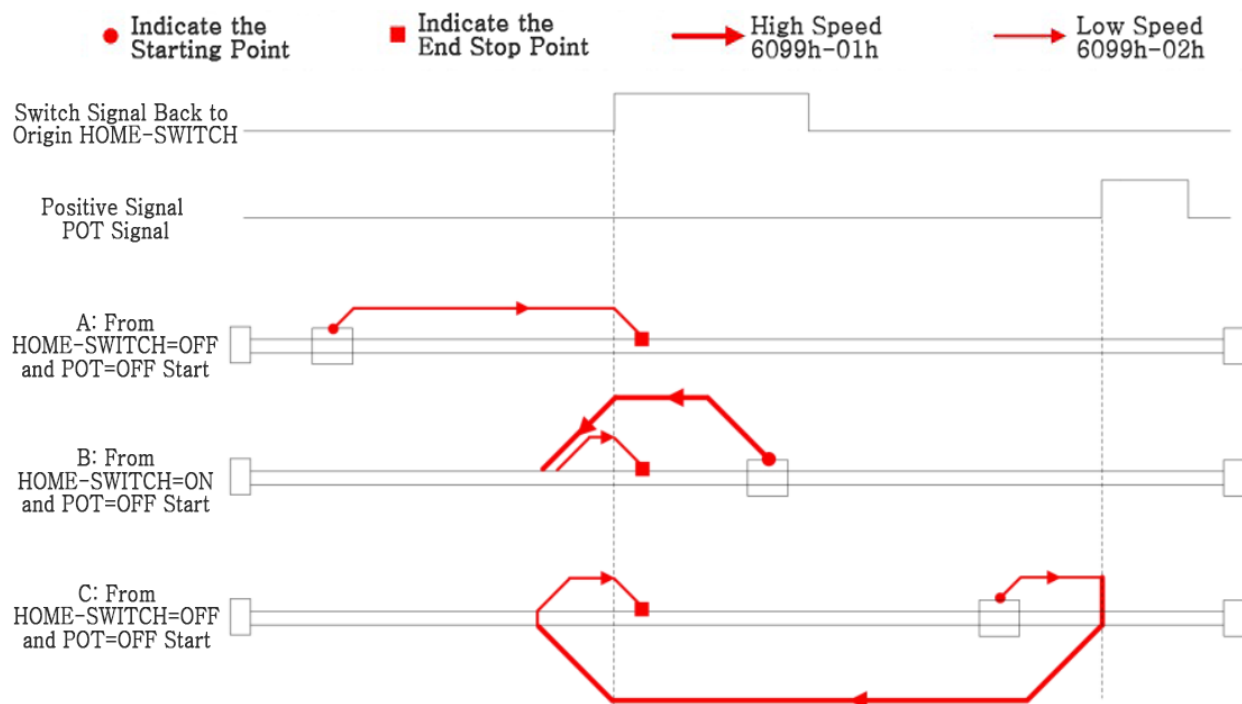 Indicate the
Starting Point
Indicate the
End Stop Point
High Speed
6099h-01h
Low Speed
6099h-02h
Switch Signal Back to
Origin HOME-SWITCH
Positive Signal
POT Signal
A: From
HOME-SWITCH=OFF
and POT=OFF Start
B: From
HOME-SWITCH=ON
and POT=OFF Start
C: From
HOME-SWITCH=OFF
and POT=OFF Start